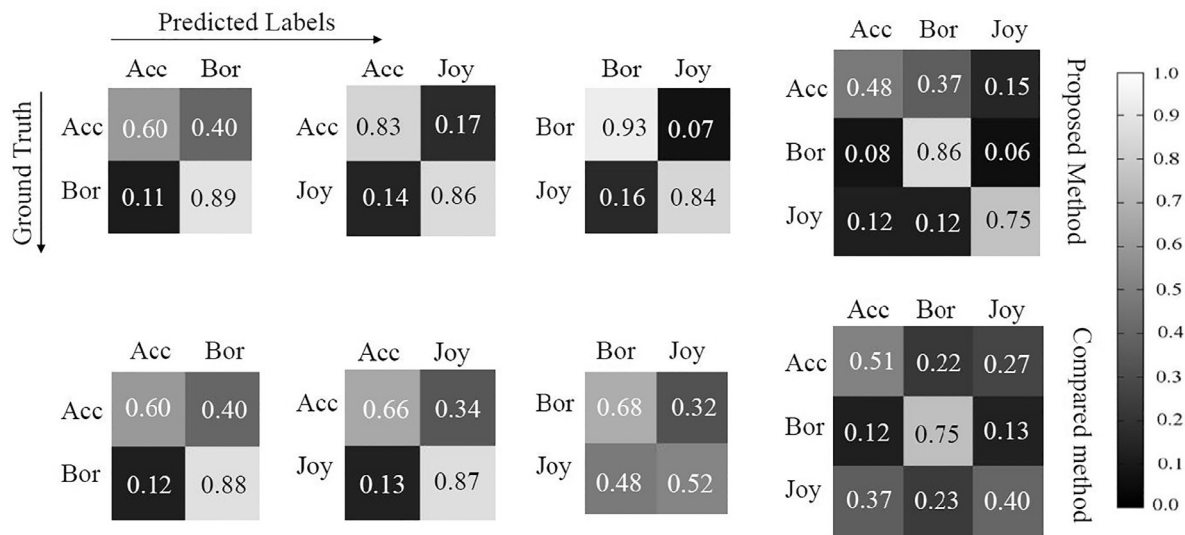 Predicted Labels
Ground Truth
Acc Bor
Acc 0.60 0.40
Bor 0.11 0.89
Acc Joy
Acc 0.83 0.17
Joy 0.14 0.86
Bor Joy
Bor 0.93 0.07
Joy 0.16 0.84
Acc Bor Joy
Acc 0.48 0.37 0.15
Bor 0.08 0.86 0.06
Joy 0.12 0.12 0.75
Proposed Method
Acc Bor
Acc 0.60 0.40
Bor 0.12 0.88
Acc Joy
Acc 0.66 0.34
Joy 0.13 0.87
Bor Joy
Bor 0.68 0.32
Joy 0.48 0.52
Acc Bor Joy
Acc 0.51 0.22 0.27
Bor 0.12 0.75 0.13
Joy 0.37 0.23 0.40
Compared method
1.0
0.9
0.8
0.7
0.6
0.5
0.4
0.3
0.2
0.1
0.0